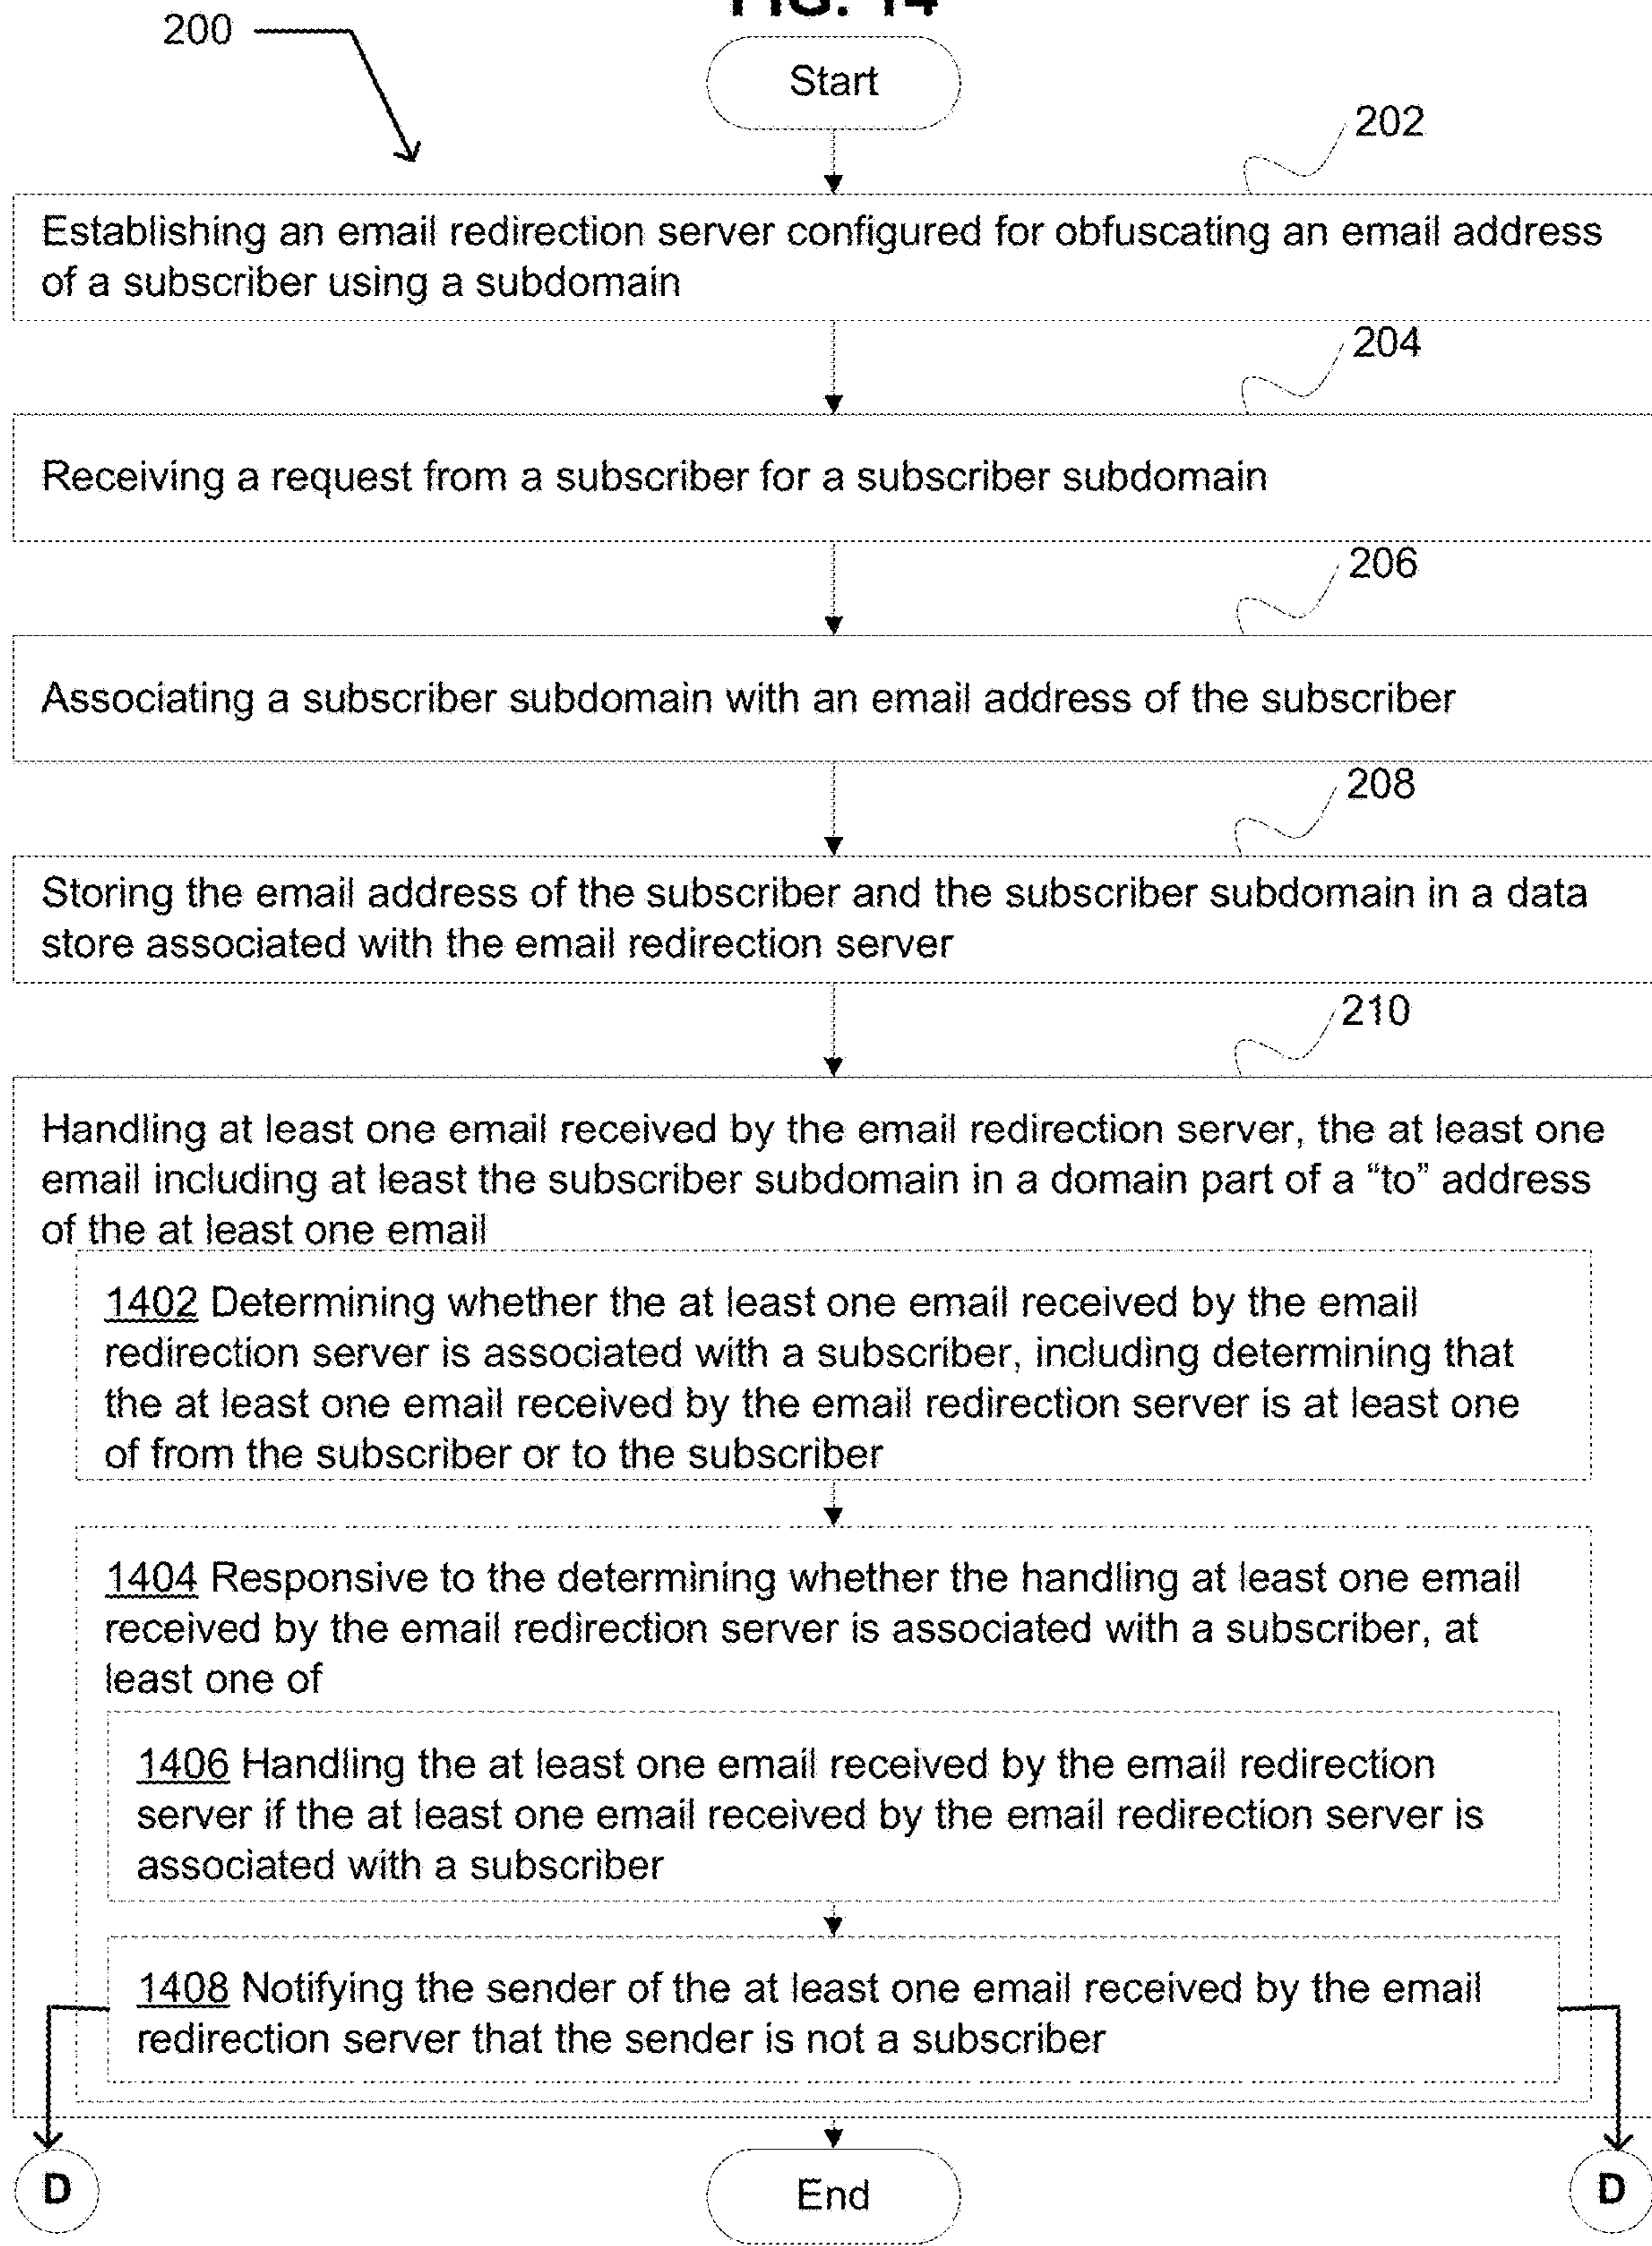 FIG. 14
200
Start
202
Establishing an email redirection server configured for obfuscating an email address
of a subscriber using a subdomain
204
Receiving a request from a subscriber for a subscriber subdomain
206
Associating a subscriber subdomain with an email address of the subscriber
208
Storing the email address of the subscriber and the subscriber subdomain in a data
store associated with the email redirection server
210
Handling at least one email received by the email redirection server, the at least one
email including at least the subscriber subdomain in a domain part of a “to” address
of the at least one email
1402 Determining whether the at least one email received by the email
redirection server is associated with a subscriber, including determining that
the at least one email received by the email redirection server is at least one
of from the subscriber or to the subscriber
1404 Responsive to the determining whether the handling at least one email
received by the email redirection server is associated with a subscriber, at
least one of
1406 Handling the at least one email received by the email redirection
server if the at least one email received by the email redirection server is
associated with a subscriber
1408 Notifying the sender of the at least one email received by the email
redirection server that the sender is not a subscriber
D
End
D